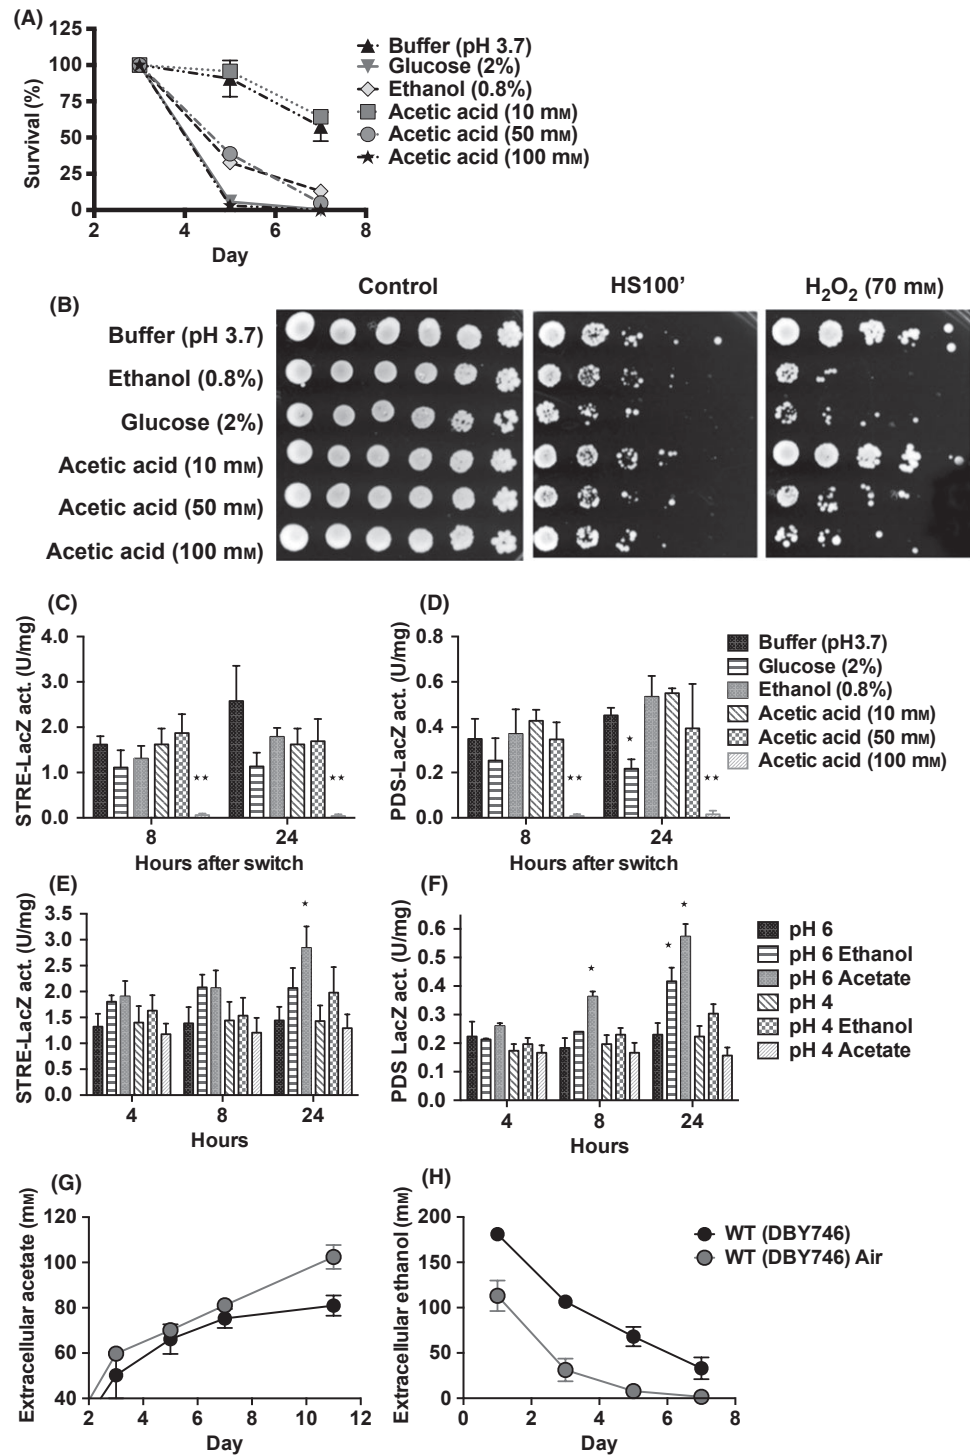 (A)
125
100
75
50
25
0
Survival (%)
2 4 6 8
Day
Buffer (pH 3.7)
Glucose (2%)
Ethanol (0.8%)
Acetic acid (10 mM)
Acetic acid (50 mM)
Acetic acid (100 mM)
(B)
Control HS100' H2O2 (70 mM)
Buffer (pH 3.7)
Ethanol (0.8%)
Glucose (2%)
Acetic acid (10 mM)
Acetic acid (50 mM)
Acetic acid (100 mM)
(C)
STRE-LacZ act. (U/mg)
4.0
3.0
2.0
1.0
0.0
** **
8 24
Hours after switch
(D)
PDS-LacZ act. (U/mg)
0.8
0.6
0.4
0.2
0.0
** * **
8 24
Hours after switch
Buffer (pH3.7)
Glucose (2%)
Ethanol (0.8%)
Acetic acid (10 mM)
Acetic acid (50 mM)
Acetic acid (100 mM)
(E)
STRE-LacZ act. (U/mg)
3.5
3.0
2.5
2.0
1.5
1.0
0.5
0.0
*
4 8 24
Hours
(F)
PDS LacZ act. (U/mg)
0.6
0.5
0.4
0.3
0.2
0.1
0.0
* * *
4 8 24
Hours
pH 6
pH 6 Ethanol
pH 6 Acetate
pH 4
pH 4 Ethanol
pH 4 Acetate
(G)
Extracellular acetate (mM)
120
100
80
60
40
2 4 6 8 10 12
Day
(H)
Extracellular ethanol (mM)
200
150
100
50
0
0 2 4 6 8
Day
WT (DBY746)
WT (DBY746) Air